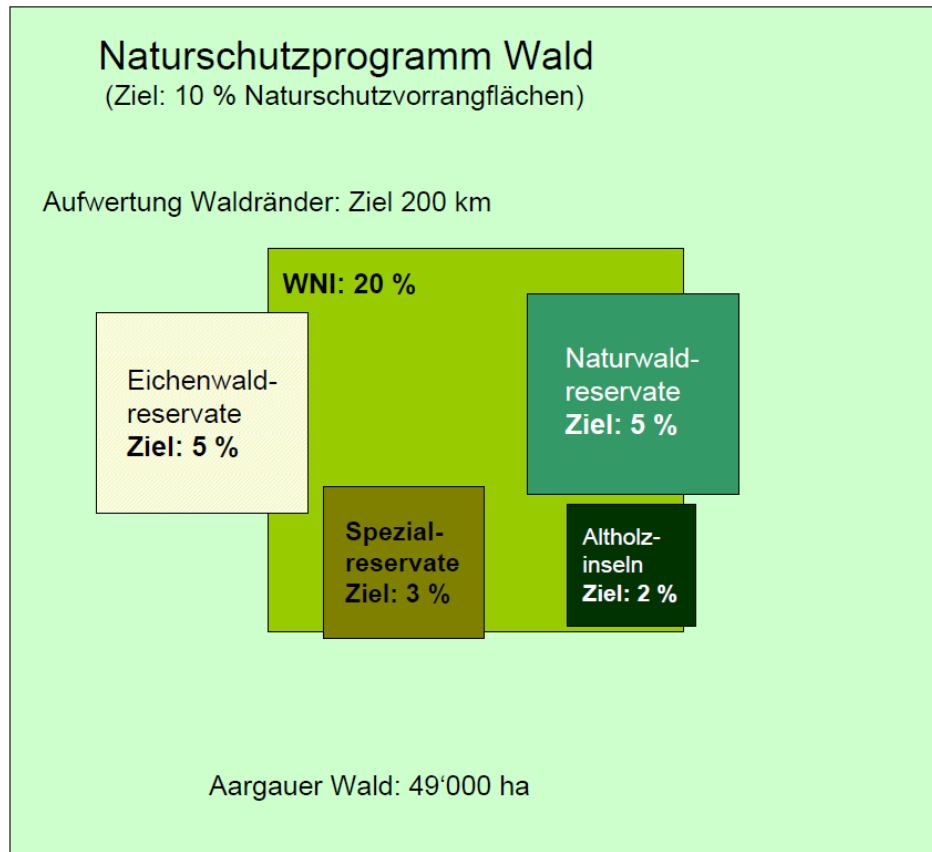 Naturschutzprogramm Wald
(Ziel: 10 % Naturschutzvorrangflächen)
Aufwertung Waldränder: Ziel 200 km
WNI: 20 %
Eichenwald-
reservate
Ziel: 5 %
Naturwald-
reservate
Ziel: 5 %
Spezial-
reservate
Ziel: 3 %
Altholz-
inseln
Ziel: 2 %
Aargauer Wald: 49‘000 ha